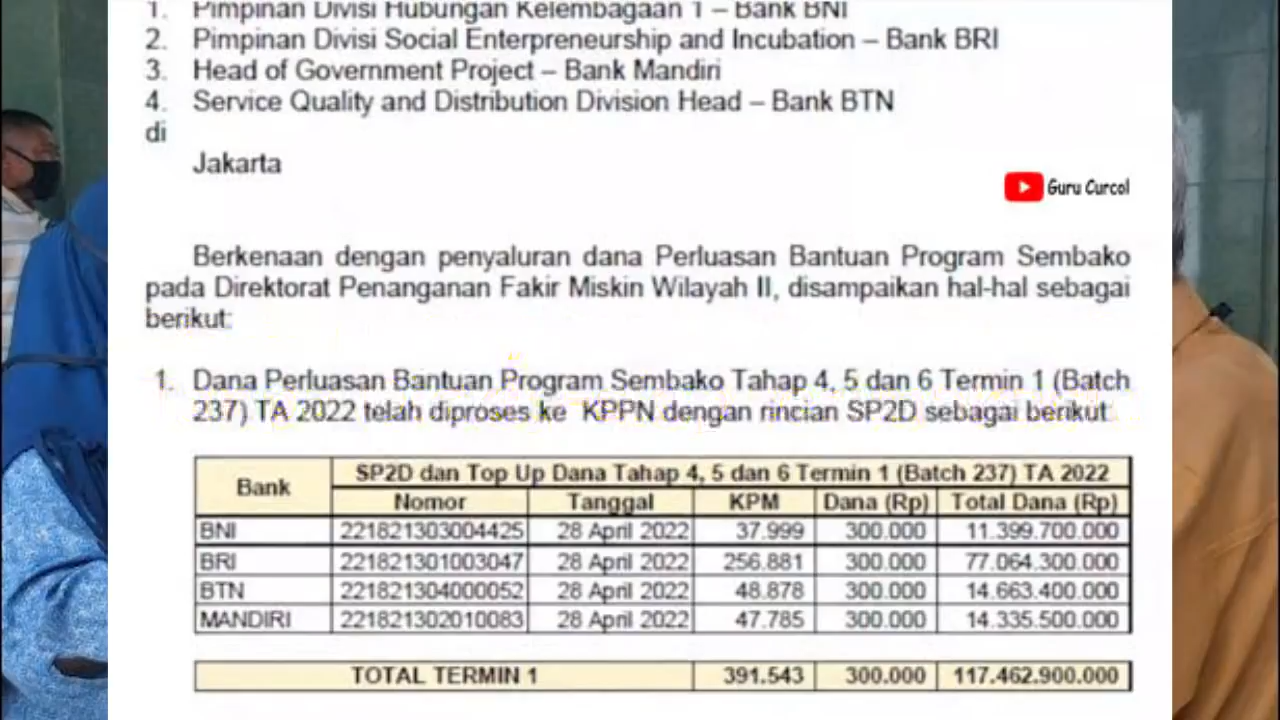 1. Pimpinan Divisi Hubungan Kelembagaan 1 – Bank BNI
2. Pimpinan Divisi Social Enterpreneurship and Incubation – Bank BRI
3. Head of Government Project – Bank Mandiri
4. Service Quality and Distribution Division Head – Bank BTN
di
Jakarta
Guru Curcol
Berkenaan dengan penyaluran dana Perluasan Bantuan Program Sembako
pada Direktorat Penanganan Fakir Miskin Wilayah II, disampaikan hal-hal sebagai
berikut:
1. Dana Perluasan Bantuan Program Sembako Tahap 4, 5 dan 6 Termin 1 (Batch
237) TA 2022 telah diproses ke KPPN dengan rincian SP2D sebagai berikut:
Bank SP2D dan Top Up Dana Tahap 4, 5 dan 6 Termin 1 (Batch 237) TA 2022
Nomor Tanggal KPM Dana (Rp) Total Dana (Rp)
BNI 221821303004425 28 April 2022 37.999 300.000 11.399.700.000
BRI 221821301003047 28 April 2022 256.881 300.000 77.064.300.000
BTN 221821304000052 28 April 2022 48.878 300.000 14.663.400.000
MANDIRI 221821302010083 28 April 2022 47.785 300.000 14.335.500.000
TOTAL TERMIN 1 391.543 300.000 117.462.900.000